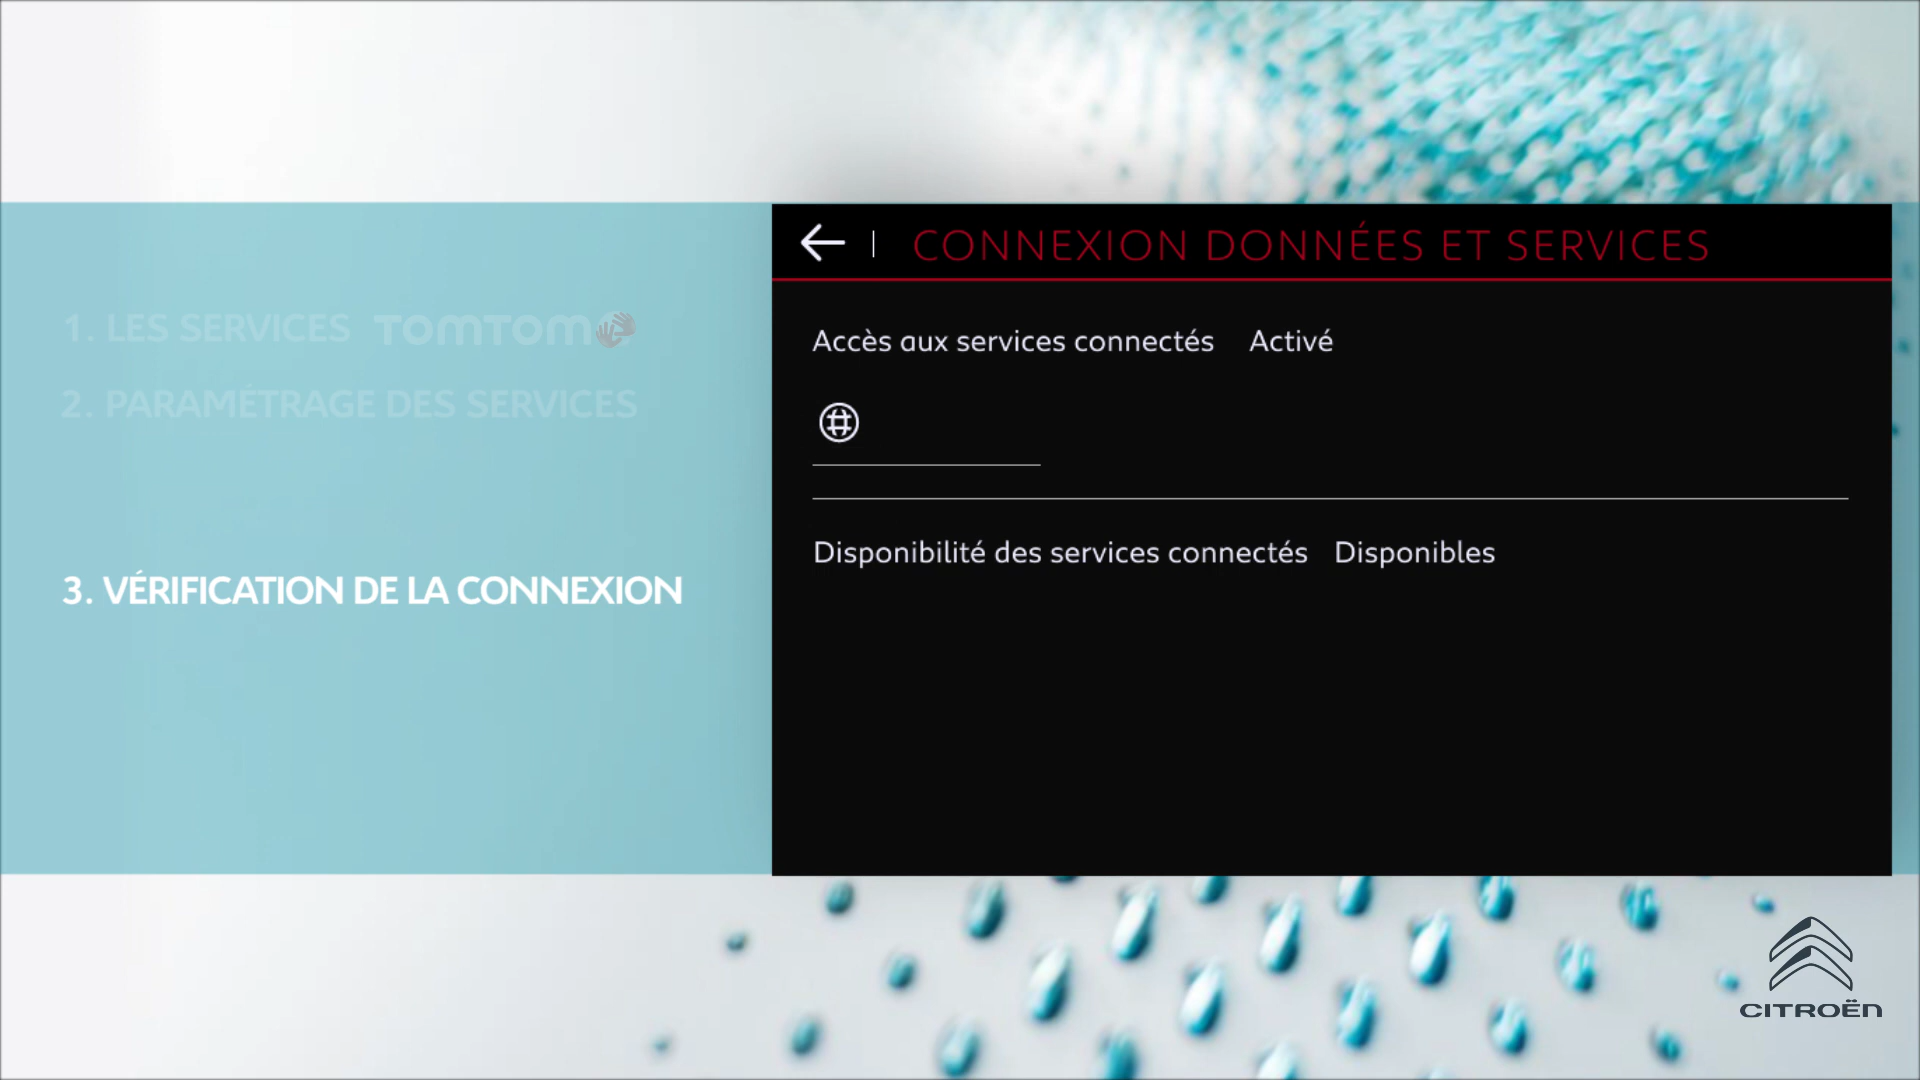 1. LES SERVICES TOMTOM
2. PARAMÉTRAGE DES SERVICES
3. VÉRIFICATION DE LA CONNEXION
CONNEXION DONNÉES ET SERVICES
Accès aux services connectés Activé
Disponibilité des services connectés Disponibles
CITROËN